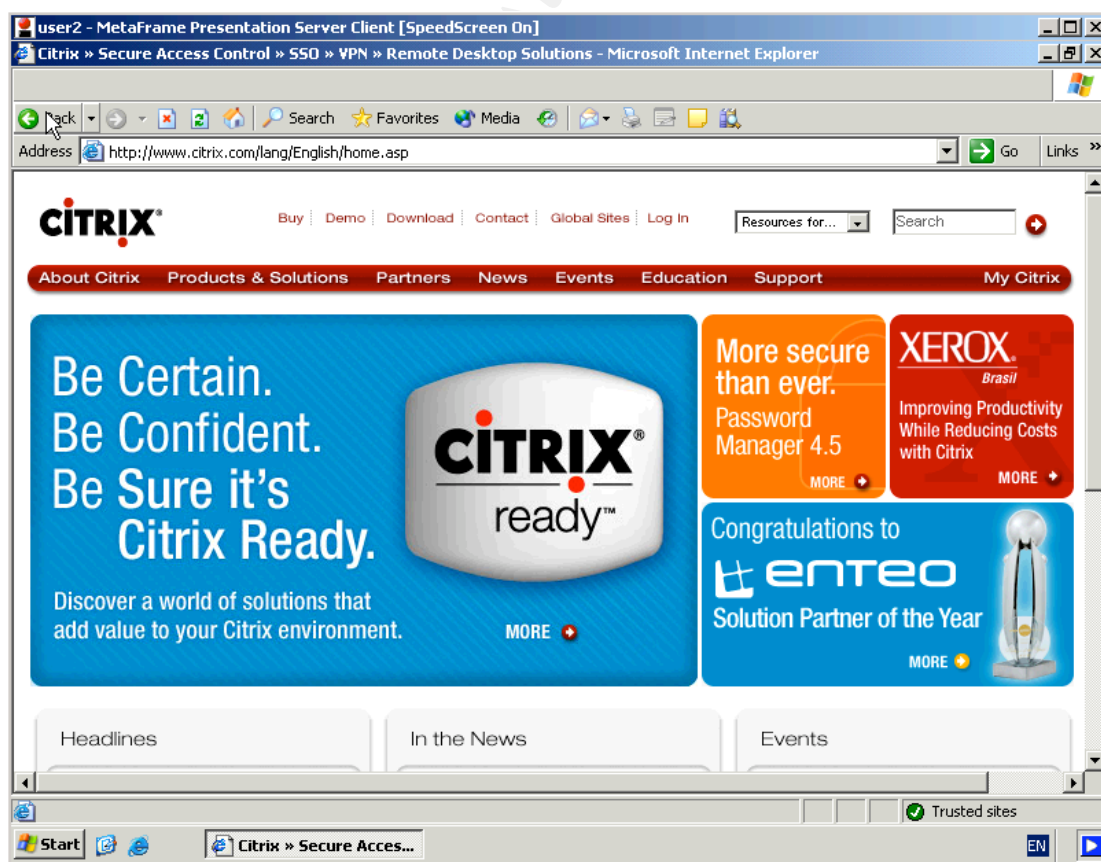 user2 - MetaFrame Presentation Server Client [SpeedScreen On]
Citrix » Secure Access Control » SSO » VPN » Remote Desktop Solutions - Microsoft Internet Explorer
Back Search Favorites Media
Address http://www.citrix.com/lang/English/home.asp Go Links »
CITRIX® Buy Demo Download Contact Global Sites Log In Resources for... Search
About Citrix Products & Solutions Partners News Events Education Support My Citrix
Be Certain.
Be Confident.
Be Sure it's
Citrix Ready.
Discover a world of solutions that
add value to your Citrix environment.
MORE
CITRIX®
ready™
More secure
than ever.
Password
Manager 4.5
MORE
XEROX.
Brasil
Improving Productivity
While Reducing Costs
with Citrix
MORE
Congratulations to
enteo
Solution Partner of the Year
MORE
Headlines In the News Events
Trusted sites
Start Citrix » Secure Acces... EN